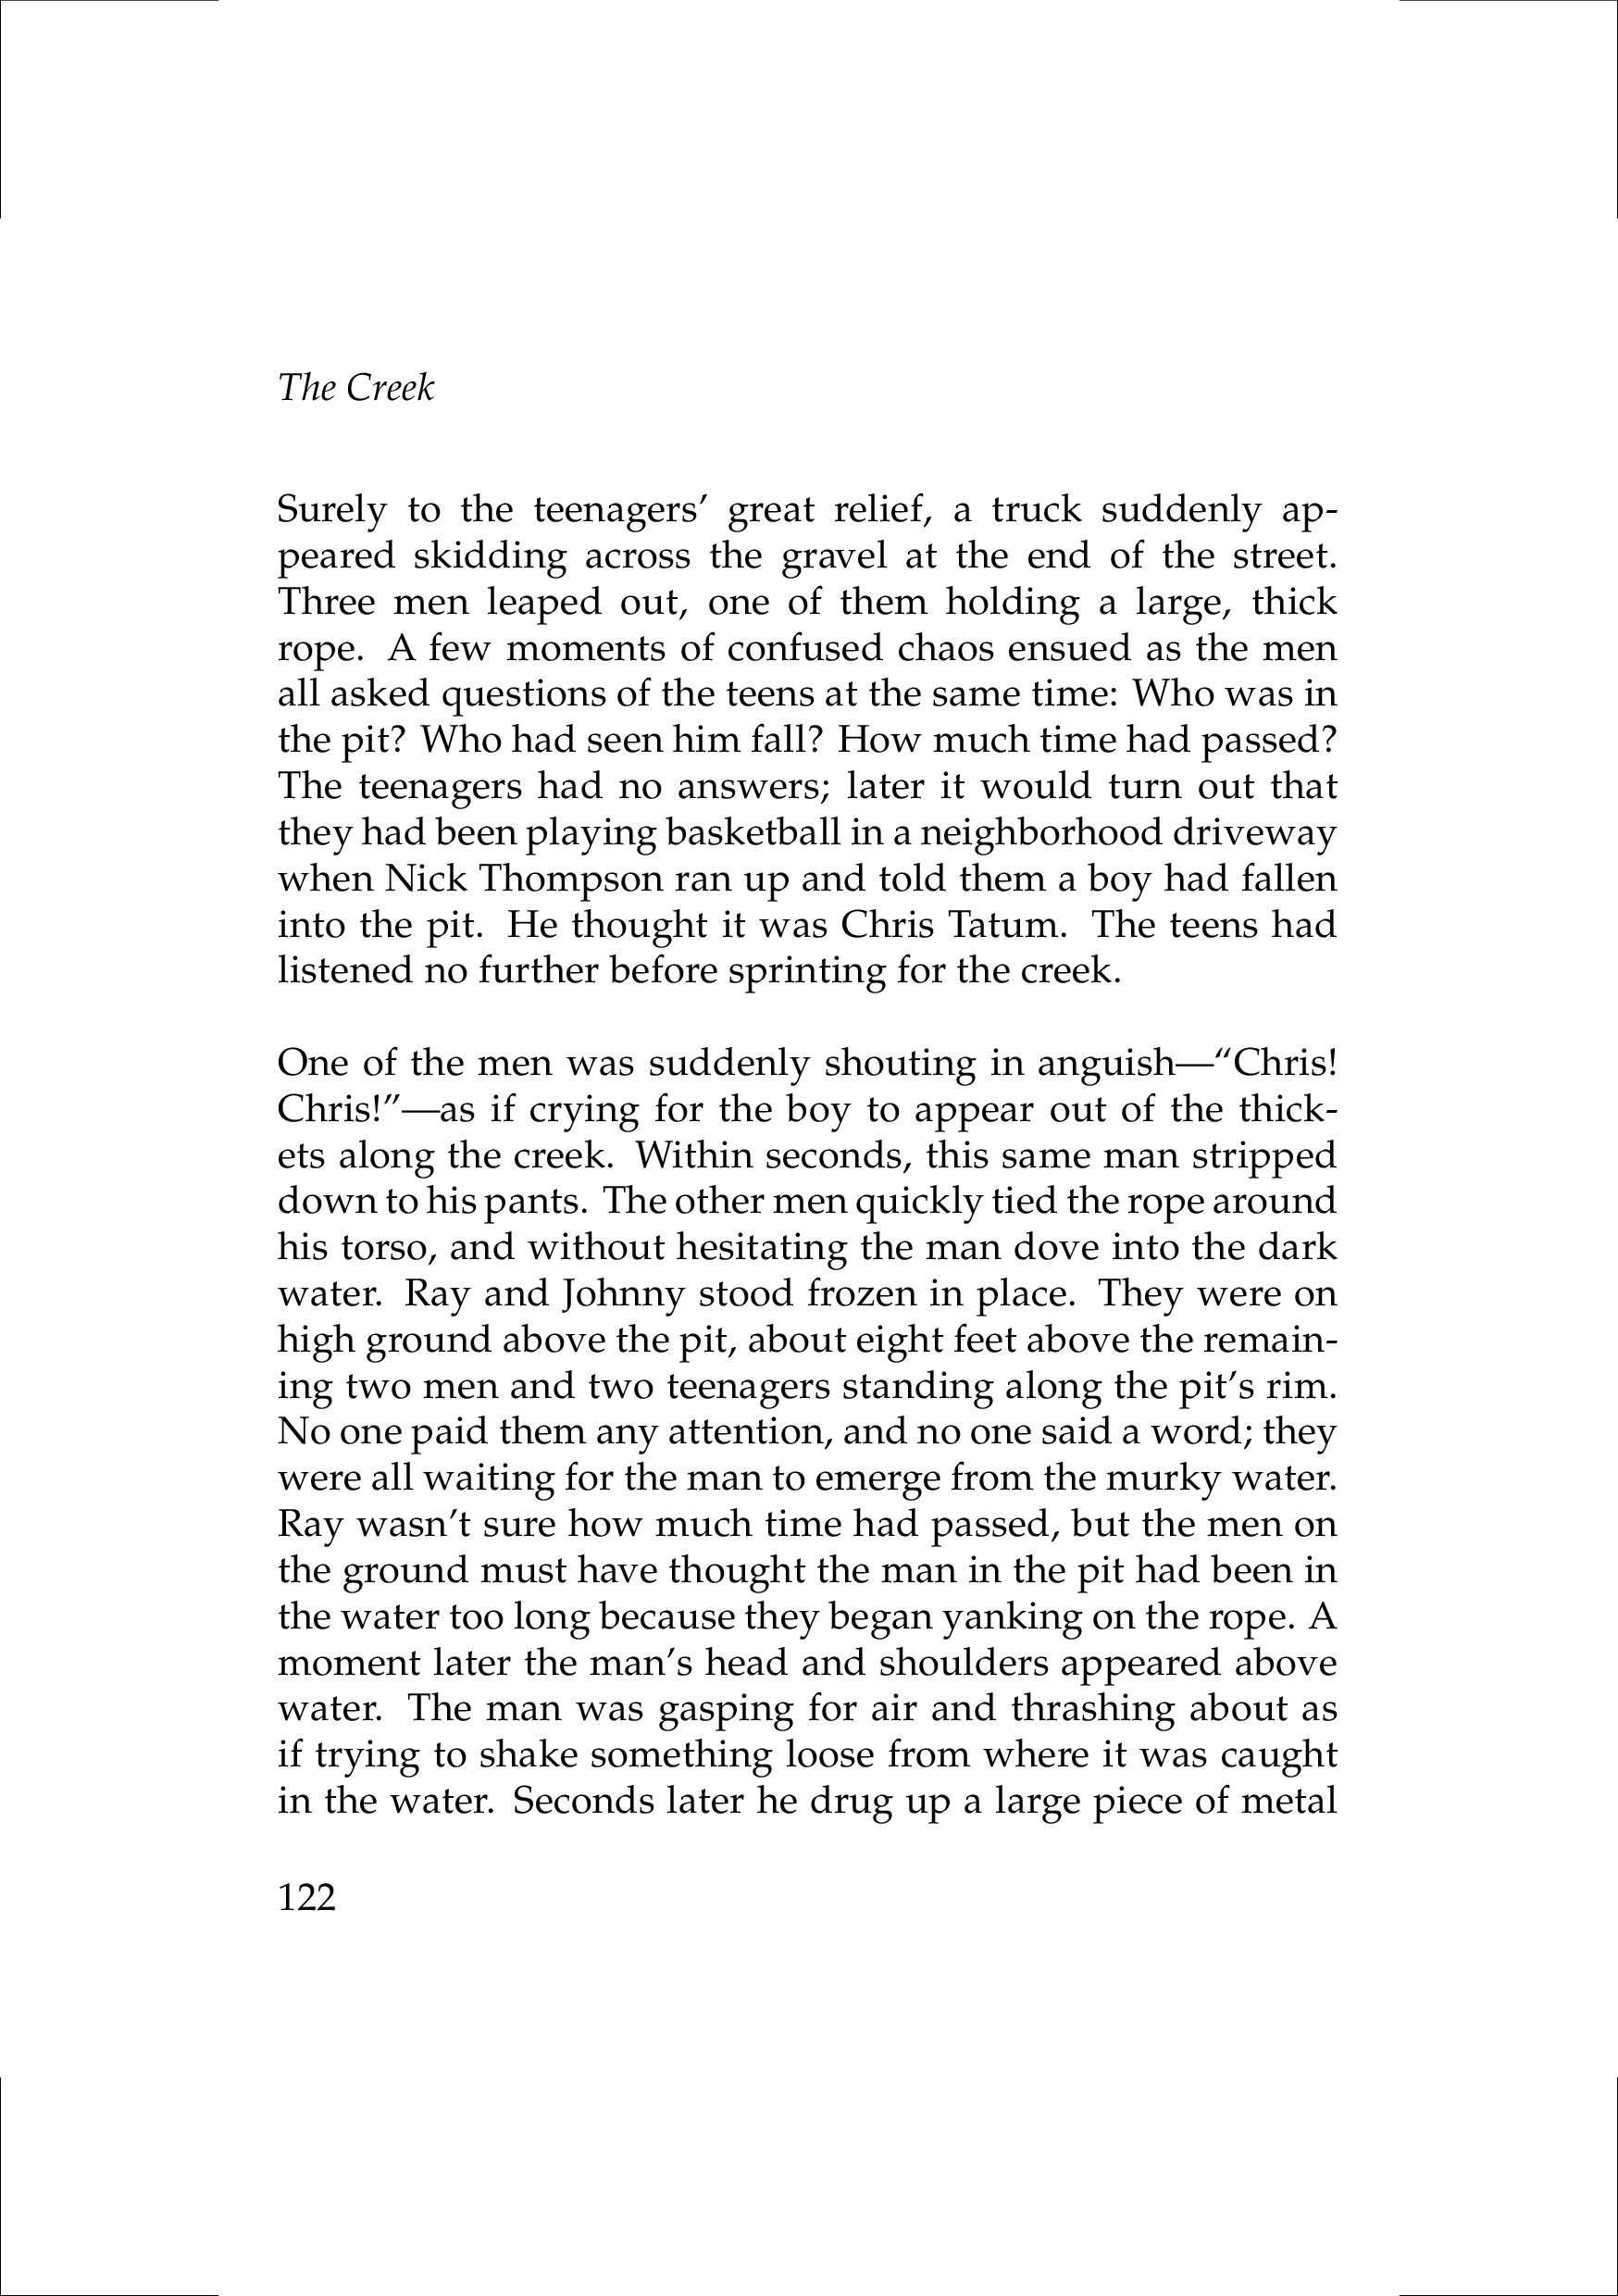 The Creek
Surely to the teenagers’ great relief, a truck suddenly ap-
peared skidding across the gravel at the end of the street.
Three men leaped out, one of them holding a large, thick
rope. A few moments of confused chaos ensued as the men
all asked questions of the teens at the same time: Who was in
the pit? Who had seen him fall? How much time had passed?
The teenagers had no answers; later it would turn out that
they had been playing basketball in a neighborhood driveway
when Nick Thompson ran up and told them a boy had fallen
into the pit. He thought it was Chris Tatum. The teens had
listened no further before sprinting for the creek.
One of the men was suddenly shouting in anguish—“Chris!
Chris!”—as if crying for the boy to appear out of the thick-
ets along the creek. Within seconds, this same man stripped
down to his pants. The other men quickly tied the rope around
his torso, and without hesitating the man dove into the dark
water. Ray and Johnny stood frozen in place. They were on
high ground above the pit, about eight feet above the remain-
ing two men and two teenagers standing along the pit’s rim.
No one paid them any attention, and no one said a word; they
were all waiting for the man to emerge from the murky water.
Ray wasn’t sure how much time had passed, but the men on
the ground must have thought the man in the pit had been in
the water too long because they began yanking on the rope. A
moment later the man’s head and shoulders appeared above
water. The man was gasping for air and thrashing about as
if trying to shake something loose from where it was caught
in the water. Seconds later he drug up a large piece of metal
122